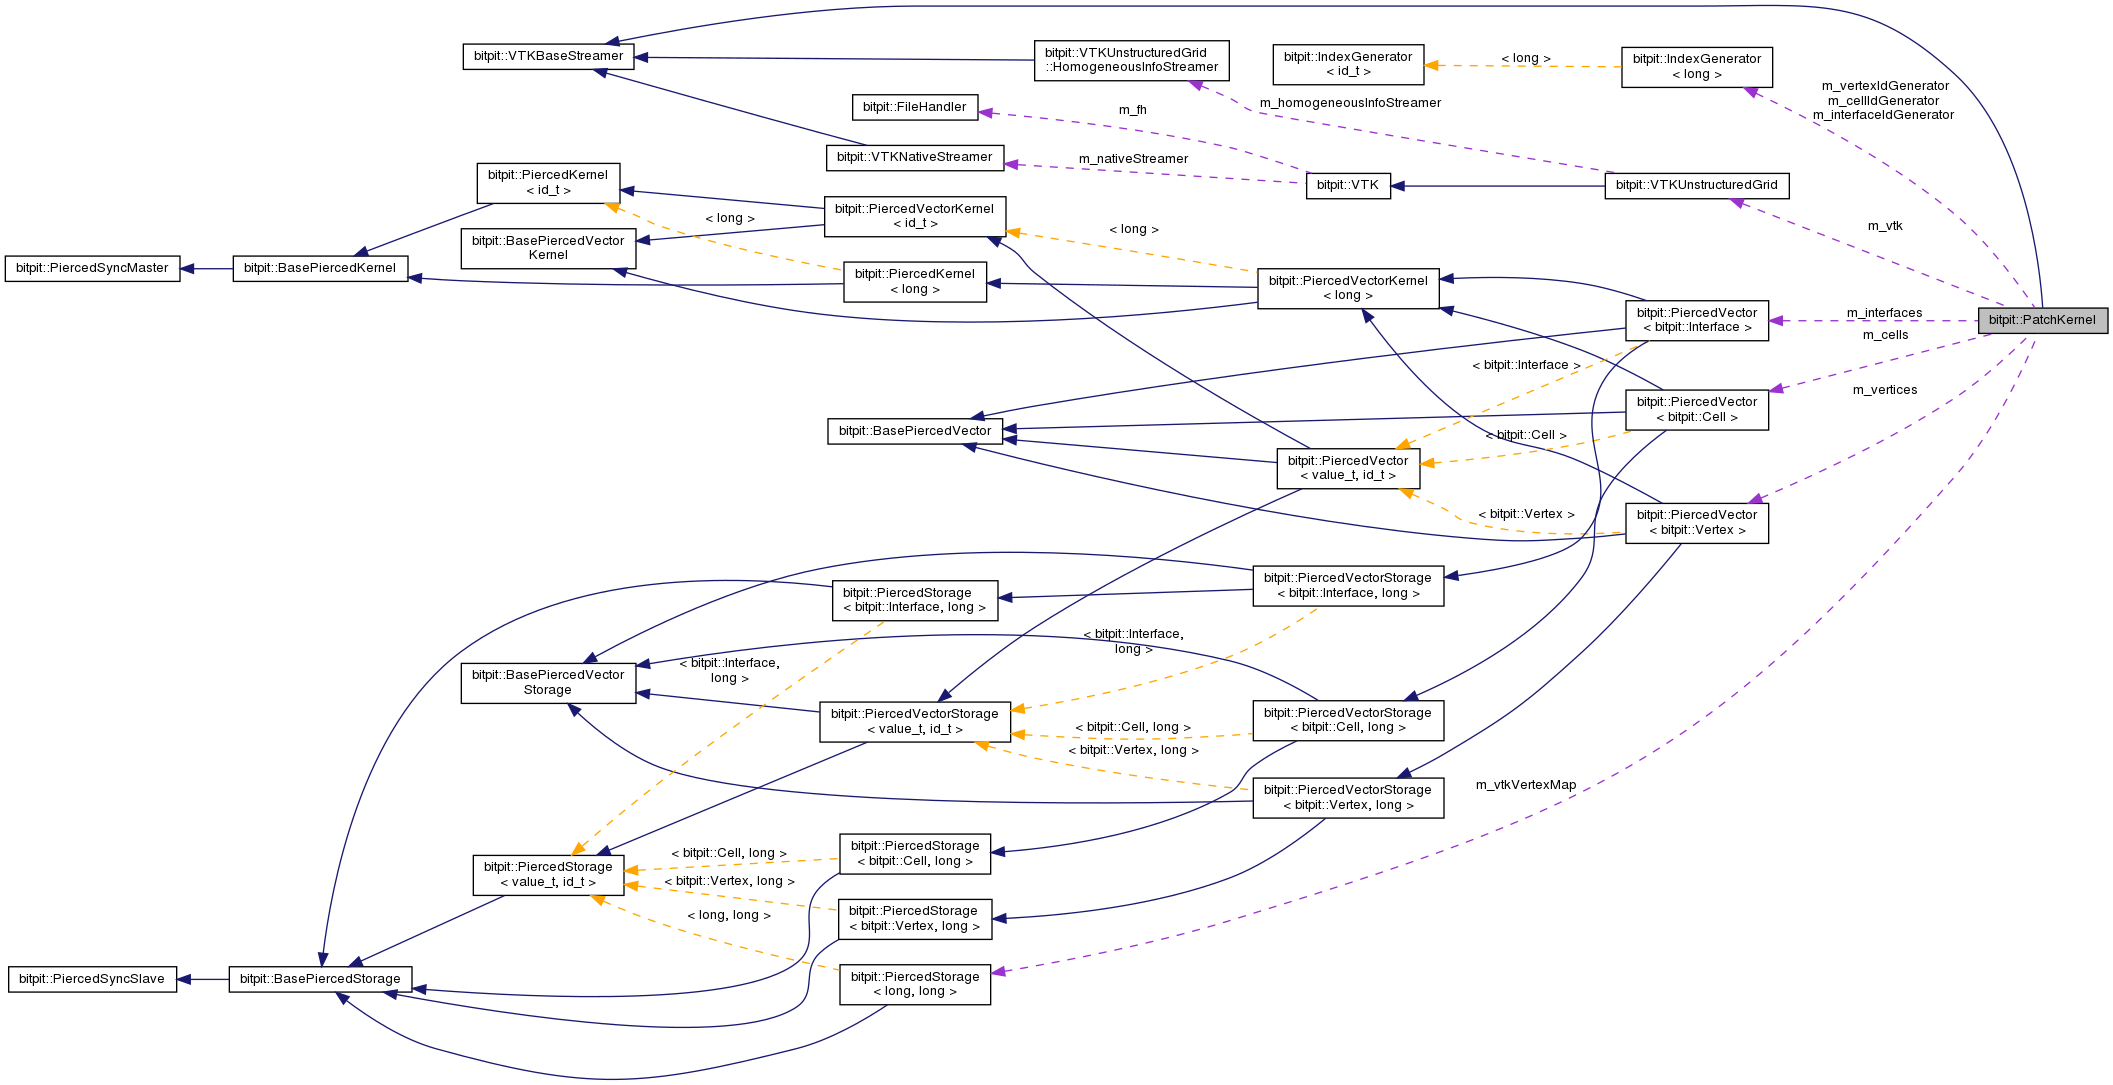 bitpit::VTKBaseStreamer
bitpit::VTKUnstructuredGrid
::HomogeneousInfoStreamer
bitpit::IndexGenerator
< id_t >
< long >
bitpit::IndexGenerator
< long >
m_vertexIdGenerator
m_cellIdGenerator
m_interfaceIdGenerator
bitpit::FileHandler
m_fh
m_homogeneousInfoStreamer
bitpit::VTKNativeStreamer
m_nativeStreamer
bitpit::VTK
bitpit::VTKUnstructuredGrid
m_vtk
bitpit::PiercedKernel
< id_t >
< long >
bitpit::PiercedVectorKernel
< id_t >
< long >
bitpit::BasePiercedVector
Kernel
bitpit::PiercedSyncMaster
bitpit::BasePiercedKernel
bitpit::PiercedKernel
< long >
bitpit::PiercedVectorKernel
< long >
bitpit::PiercedVector
< bitpit::Interface >
m_interfaces
m_cells
bitpit::PatchKernel
< bitpit::Interface >
m_vertices
bitpit::PiercedVector
< bitpit::Cell >
bitpit::BasePiercedVector
< bitpit::Cell >
bitpit::PiercedVector
< value_t, id_t >
< bitpit::Vertex >
bitpit::PiercedVector
< bitpit::Vertex >
bitpit::PiercedStorage
< bitpit::Interface, long >
bitpit::PiercedVectorStorage
< bitpit::Interface, long >
< bitpit::Interface,
long >
< bitpit::Interface,
long >
bitpit::BasePiercedVector
Storage
bitpit::PiercedVectorStorage
< value_t, id_t >
< bitpit::Cell, long >
< bitpit::Vertex, long >
bitpit::PiercedVectorStorage
< bitpit::Cell, long >
bitpit::PiercedVectorStorage
< bitpit::Vertex, long >
m_vtkVertexMap
bitpit::PiercedStorage
< value_t, id_t >
< bitpit::Cell, long >
< bitpit::Vertex, long >
< long, long >
bitpit::PiercedStorage
< bitpit::Cell, long >
bitpit::PiercedStorage
< bitpit::Vertex, long >
bitpit::PiercedSyncSlave
bitpit::BasePiercedStorage
bitpit::PiercedStorage
< long, long >